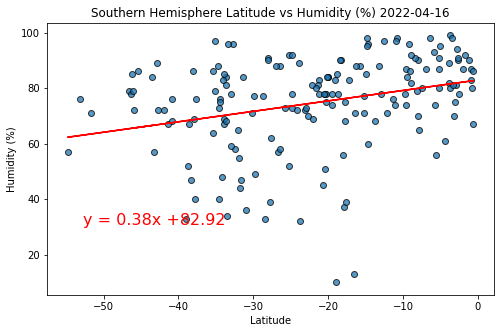 Southern Hemisphere Latitude vs Humidity (%) 2022-04-16
100
80
60
40
20
Humidity (%)
y = 0.38x +82.92
−50
−40
−30
−20
−10
0
Latitude